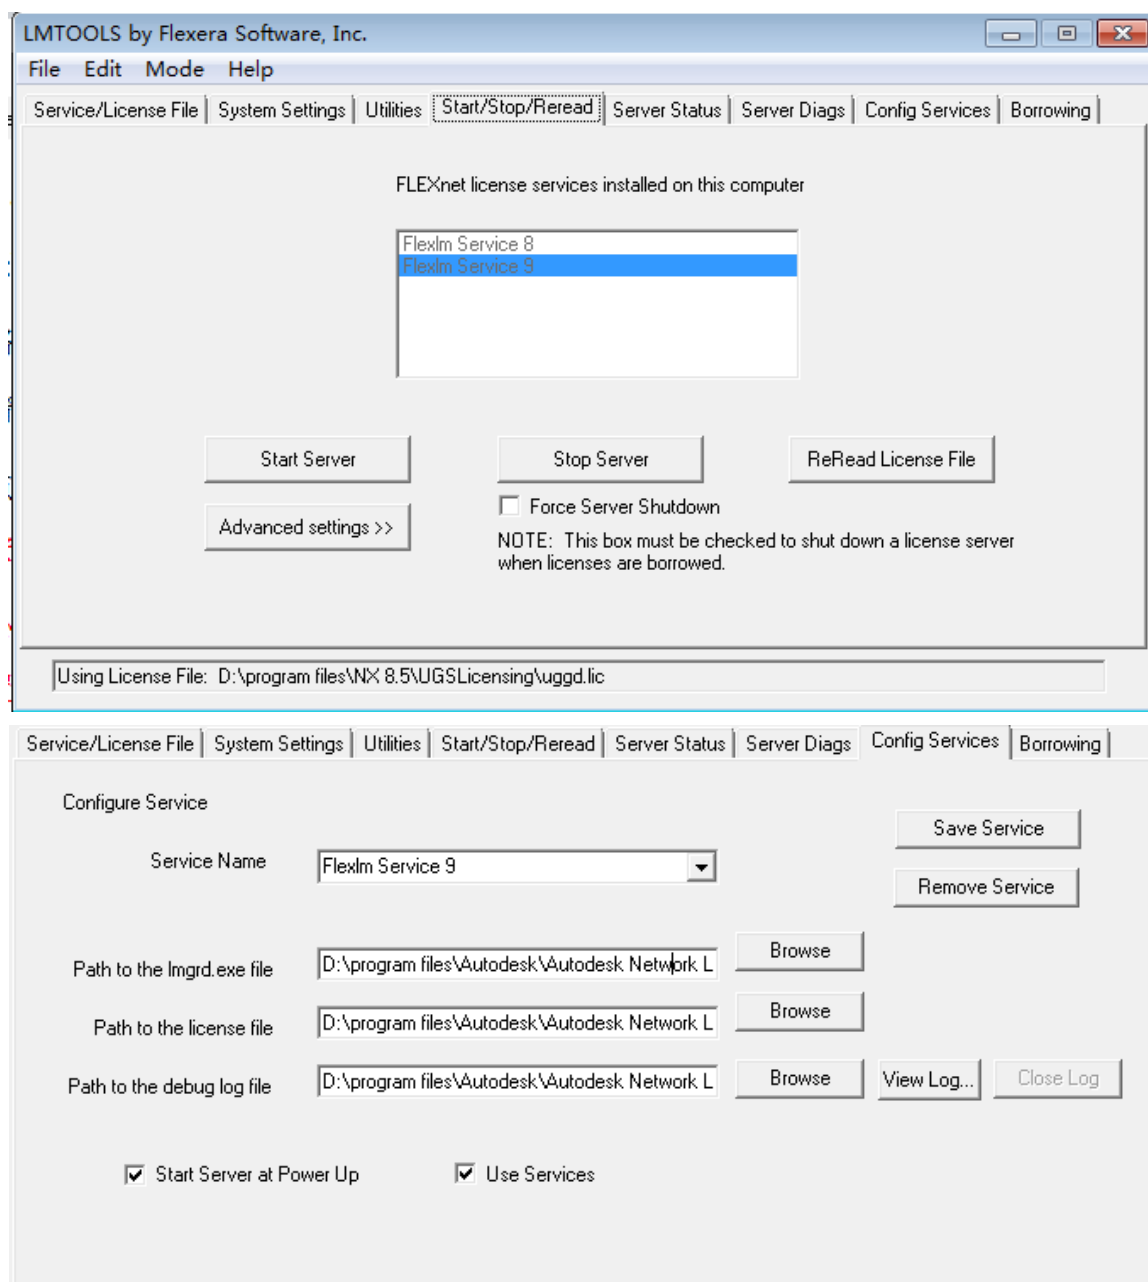 LMTOOLS by Flexera Software, Inc.
File Edit Mode Help
Service/License File System Settings Utilities Start/Stop/Reread Server Status Server Diags Config Services Borrowing
FLEXnet license services installed on this computer
Flexlm Service 8
Flexlm Service 9
Start Server Stop Server ReRead License File
Force Server Shutdown
Advanced settings >>
NOTE: This box must be checked to shut down a license server
when licenses are borrowed.
Using License File: D:\program files\NX 8.5\UGSLicensing\uggd.lic
Service/License File System Settings Utilities Start/Stop/Reread Server Status Server Diags Config Services Borrowing
Configure Service
Save Service
Service Name Flexlm Service 9
Remove Service
Path to the lmgrd.exe file D:\program files\Autodesk\Autodesk Network L Browse
Path to the license file D:\program files\Autodesk\Autodesk Network L Browse
Path to the debug log file D:\program files\Autodesk\Autodesk Network L Browse View Log... Close Log
Start Server at Power Up Use Services